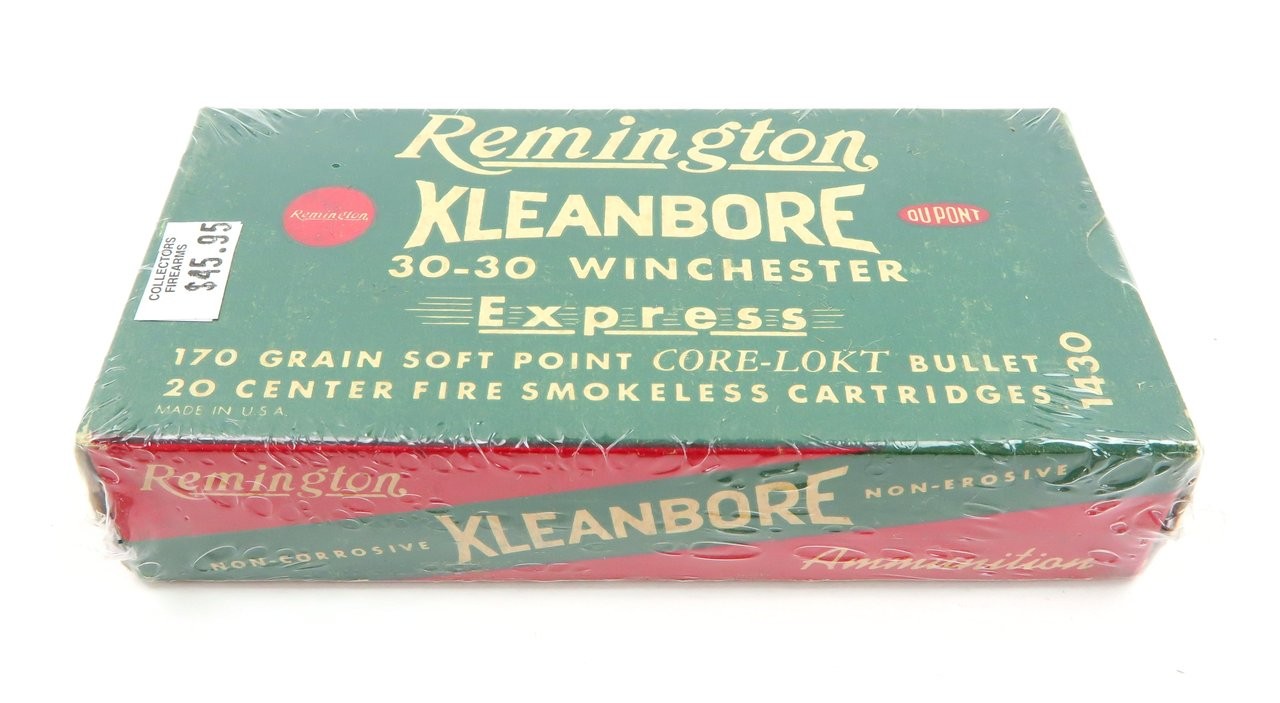 Remington
Remington
KLEANBORE
DU PONT
30-30 WINCHESTER
Express
170 GRAIN SOFT POINT CORE-LOKT BULLET
20 CENTER FIRE SMOKELESS CARTRIDGES
MADE IN U.S.A.
1430
COLLECTORS
FIREARMS
$45.95
Remington
NON-CORROSIVE KLEANBORE NON-EROSIVE
Ammunition